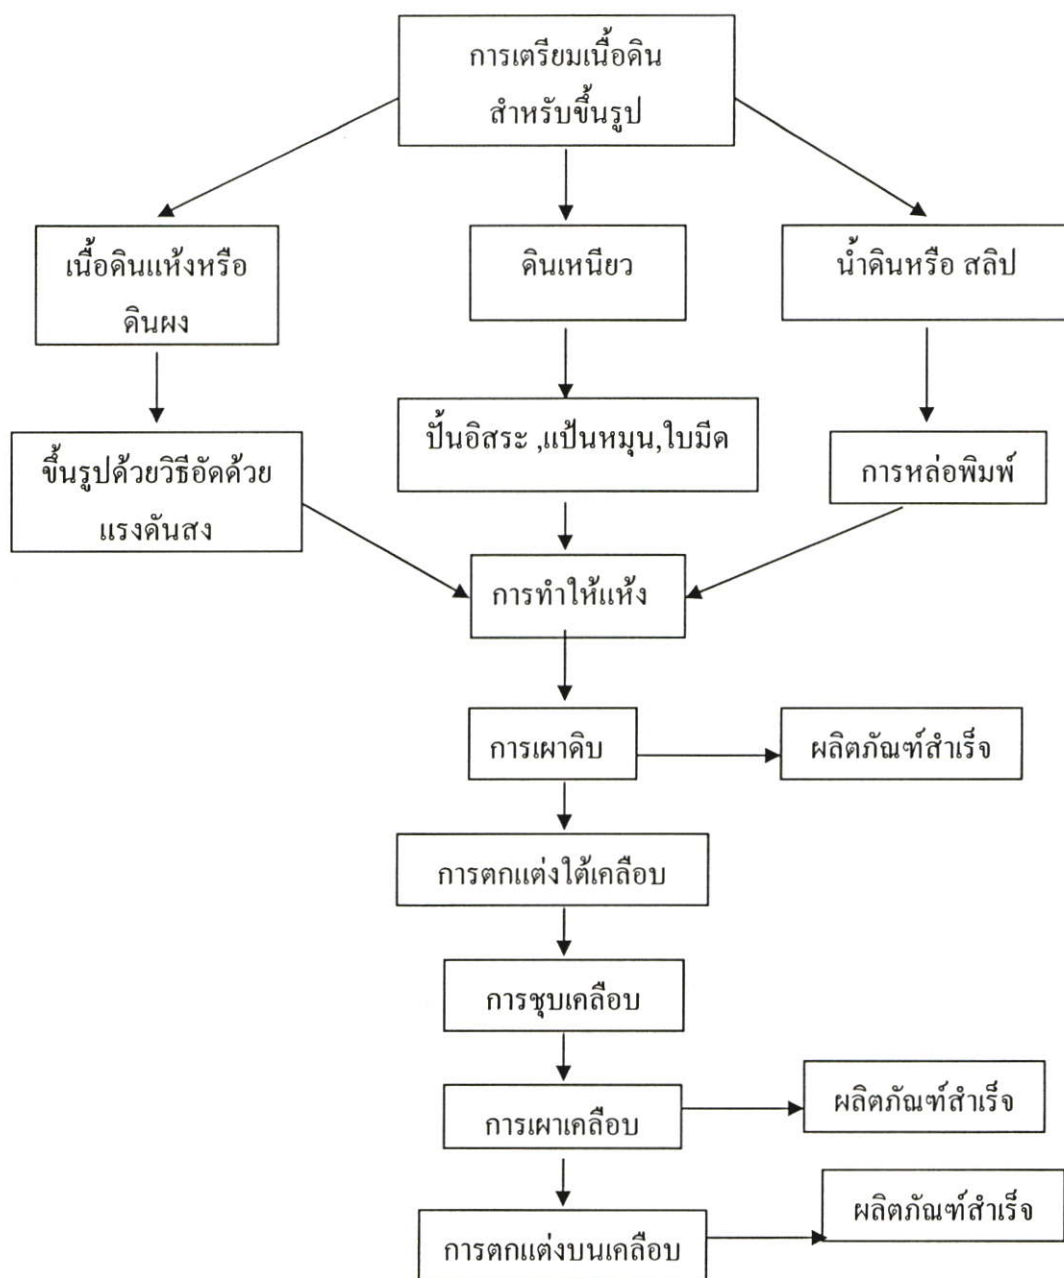 การเตรียมเนื้อดิน
สำหรับขึ้นรูป
เนื้อดินแห้งหรือ
ดินผง
ดินเหนียว
น้ำดินหรือ สลิป
ขึ้นรูปด้วยวิธีอัดด้วย
แรงดันสง
ปั้นอิสระ ,แป้นหมุน,ใบมีด
การหล่อพิมพ์
การทำให้แห้ง
การเผาดิบ
ผลิตภัณฑ์สำเร็จ
การตกแต่งใต้เคลือบ
การชุบเคลือบ
การเผาเคลือบ
ผลิตภัณฑ์สำเร็จ
การตกแต่งบนเคลือบ
ผลิตภัณฑ์สำเร็จ